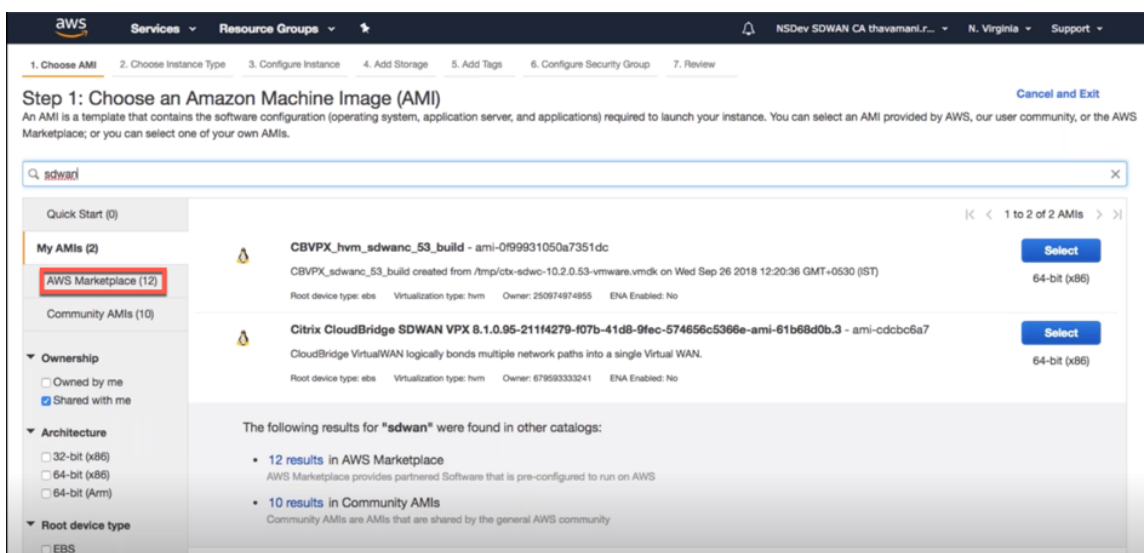 aws Services Resource Groups NSDev SDWAN CA thavamani.r... N. Virginia Support
1. Choose AMI 2. Choose Instance Type 3. Configure Instance 4. Add Storage 5. Add Tags 6. Configure Security Group 7. Review
Step 1: Choose an Amazon Machine Image (AMI)
Cancel and Exit
An AMI is a template that contains the software configuration (operating system, application server, and applications) required to launch your instance. You can select an AMI provided by AWS, our user community, or the AWS
Marketplace; or you can select one of your own AMIs.
sdwan
Quick Start (0)
My AMIs (2)
AWS Marketplace (12)
Community AMIs (10)
Ownership
Owned by me
Shared with me
Architecture
32-bit (x86)
64-bit (x86)
64-bit (Arm)
Root device type
EBS
1 to 2 of 2 AMIs
CBVPX_hvm_sdwanc_53_build - ami-0f99931050a7351dc
Select
CBVPX_sdwanc_53_build created from /tmp/ctx-sdwc-10.2.0.53-vmware.vmdk on Wed Sep 26 2018 12:20:36 GMT+0530 (IST)
64-bit (x86)
Root device type: ebs Virtualization type: hvm Owner: 250974974955 ENA Enabled: No
Citrix CloudBridge SDWAN VPX 8.1.0.95-211f4279-f07b-41d8-9fec-574656c5366e-ami-61b68d0b.3 - ami-cdcbc6a7
Select
CloudBridge VirtualWAN logically bonds multiple network paths into a single Virtual WAN.
64-bit (x86)
Root device type: ebs Virtualization type: hvm Owner: 679593333241 ENA Enabled: No
The following results for "sdwan" were found in other catalogs:
12 results in AWS Marketplace
AWS Marketplace provides partnered Software that is pre-configured to run on AWS
10 results in Community AMIs
Community AMIs are AMIs that are shared by the general AWS community